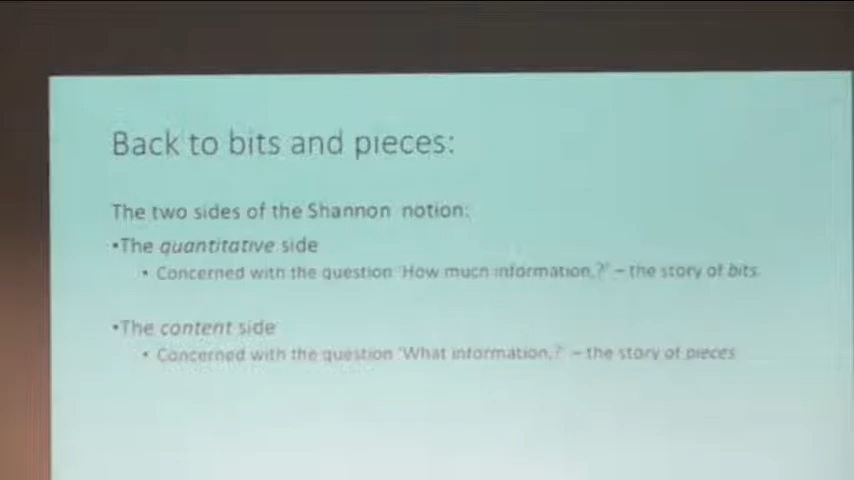 Back to bits and pieces:
The two sides of the Shannon notion:
•The quantitative side
• Concerned with the question 'How much information,?' – the story of bits.
•The content side
• Concerned with the question 'What information,?' – the story of pieces